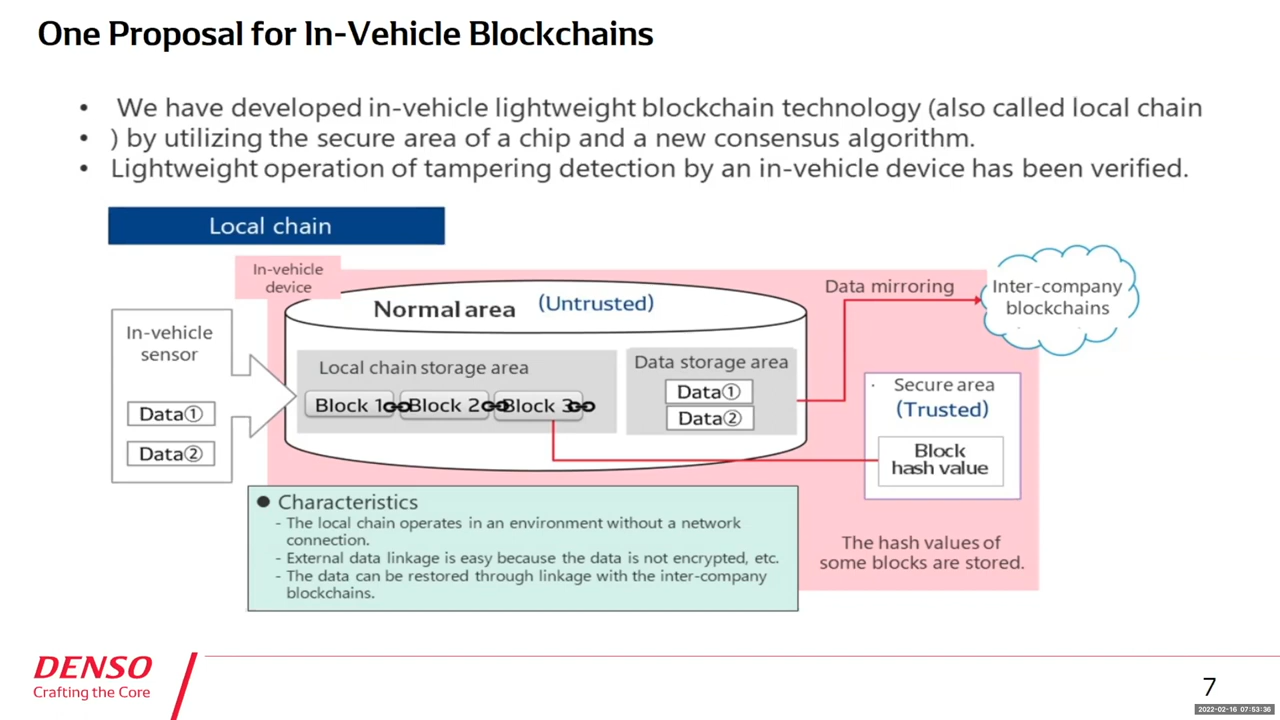 One Proposal for In-Vehicle Blockchains
• We have developed in-vehicle lightweight blockchain technology (also called local chain
• ) by utilizing the secure area of a chip and a new consensus algorithm.
• Lightweight operation of tampering detection by an in-vehicle device has been verified.
Local chain
In-vehicle
device
In-vehicle
sensor
Data①
Data②
Normal area (Untrusted)
Local chain storage area
Block 1 Block 2 Block 3
Data storage area
Data①
Data②
Data mirroring
Inter-company
blockchains
Secure area
(Trusted)
Block
hash value
The hash values of
some blocks are stored.
● Characteristics
- The local chain operates in an environment without a network
connection.
- External data linkage is easy because the data is not encrypted, etc.
- The data can be restored through linkage with the inter-company
blockchains.
DENSO
Crafting the Core
7
2022-02-16 07:53:36